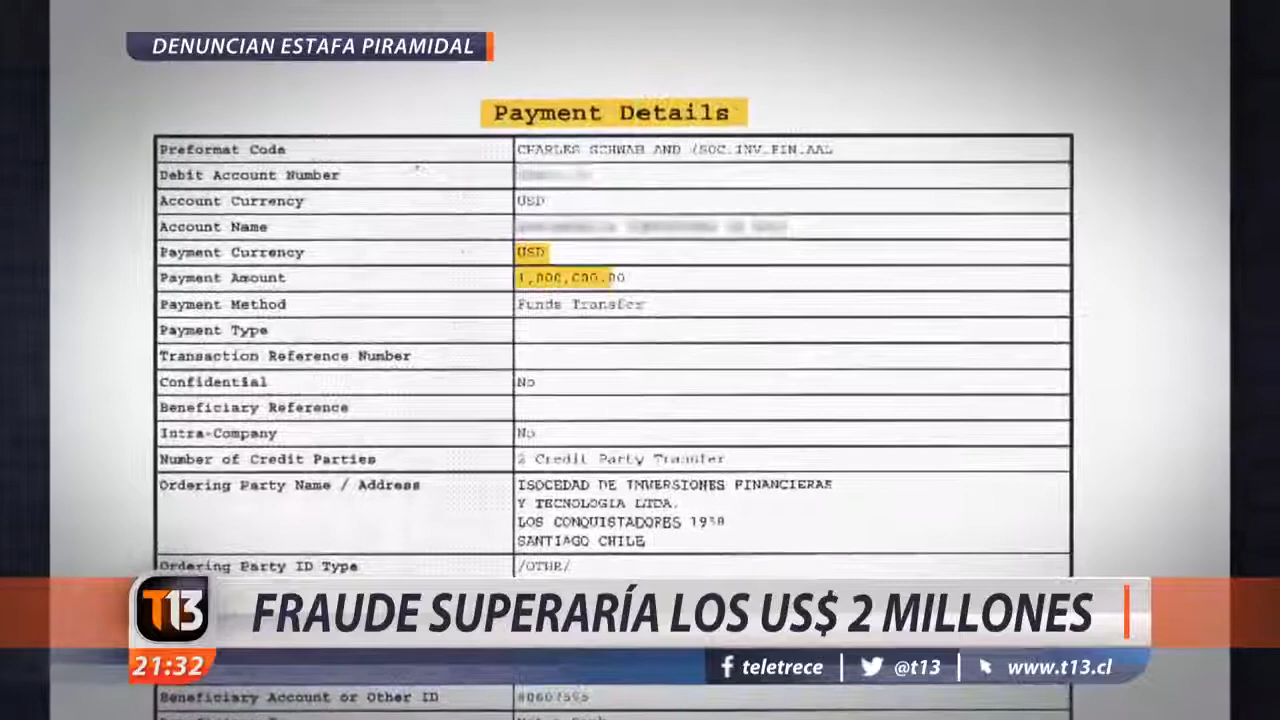 DENUNCIAN ESTAFA PIRAMIDAL
Payment Details
Preformat Code CHARLES SCHWAB AND (SOC.INV.FIN.AAL
Debit Account Number
Account Currency USD
Account Name
Payment Currency USD
Payment Amount 1,000,000.00
Payment Method Funds Transfer
Payment Type
Transaction Reference Number
Confidential No
Beneficiary Reference
Intra-Company No
Number of Credit Parties 2 Credit Party Transfer
Ordering Party Name / Address ISOCEDAD DE INVERSIONES FINANCIERAS
Y TECNOLOGIA LTDA.
LOS CONQUISTADORES
SANTIAGO CHILE
Ordering Party ID Type /OTHR/
T13 FRAUDE SUPERARÍA LOS US$ 2 MILLONES
21:32 teletrece @t13 www.t13.cl
Beneficiary Account or Other ID